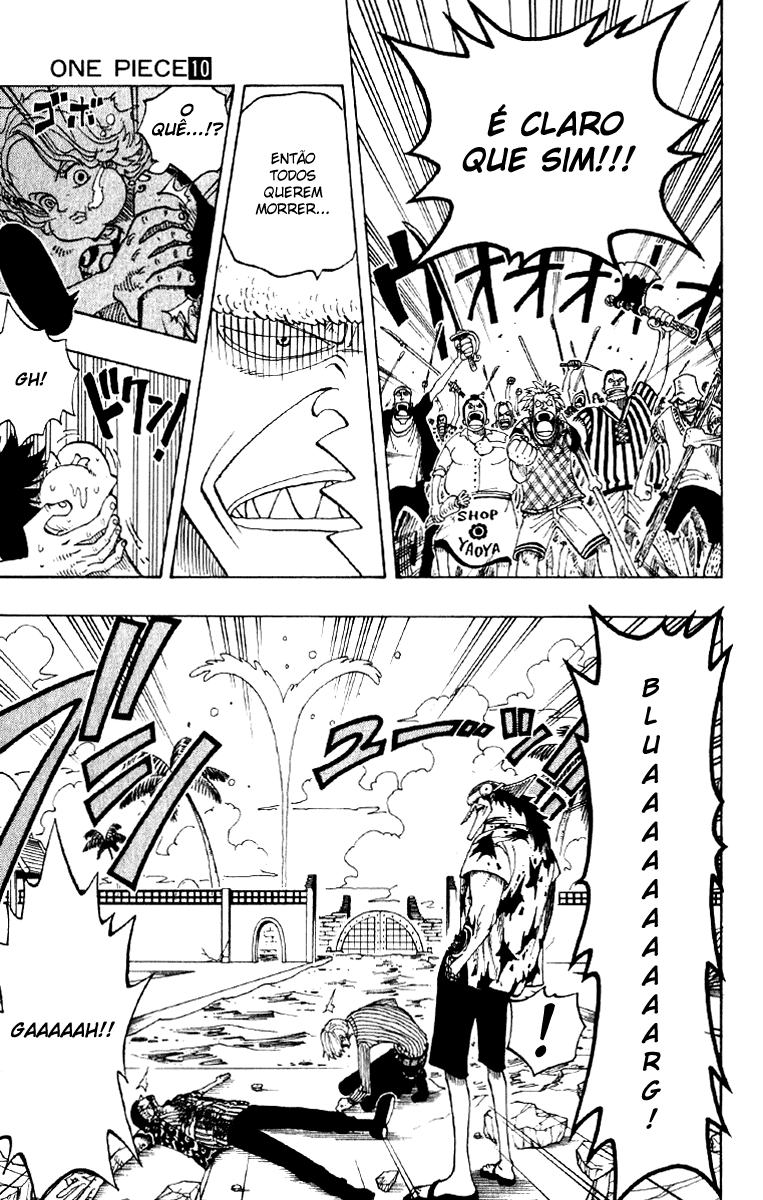 ONE PIECE 10
É CLARO
QUE SIM!!!
ウオオオオ
SHOP
YAOYA
ENTÃO
TODOS
QUEREM
MORRER...
O
QUÊ...!?
ゴボ
GH!
ドクン!
BLUAAAAAAAAAARG!
!
GAAAAAH!!